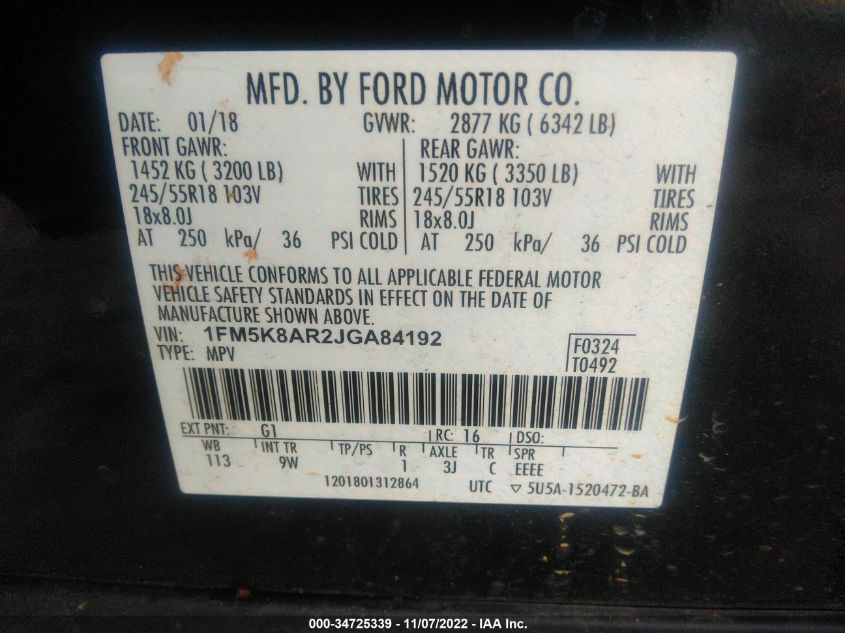 MFD. BY FORD MOTOR CO.
DATE: 01/18 GVWR: 2877 KG ( 6342 LB)
FRONT GAWR: REAR GAWR:
1452 KG ( 3200 LB) WITH 1520 KG ( 3350 LB) WITH
245/55R18 103V TIRES 245/55R18 103V TIRES
18x8.0J RIMS 18x8.0J RIMS
AT 250 kPa/ 36 PSI COLD AT 250 kPa/ 36 PSI COLD
THIS VEHICLE CONFORMS TO ALL APPLICABLE FEDERAL MOTOR
VEHICLE SAFETY STANDARDS IN EFFECT ON THE DATE OF
MANUFACTURE SHOWN ABOVE.
VIN: 1FM5K8AR2JGA84192
TYPE: MPV
F0324
T0492
EXT PNT: G1 RC: 16 DSO:
WB INT TR TP/PS R AXLE TR SPR
113 9W 1 3J C EEEE
1201801312864 UTC ▽ 5U5A-1520472-BA
000-34725339 - 11/07/2022 - IAA Inc.